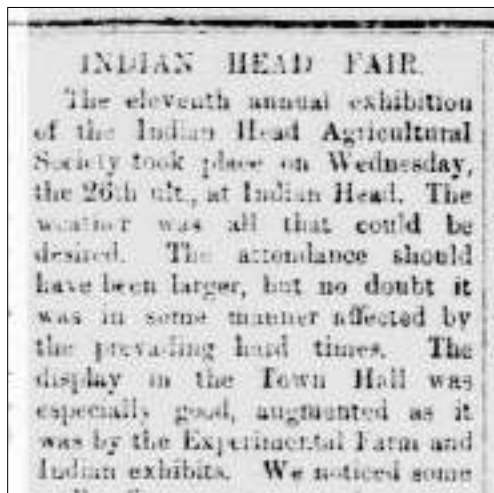 INDIAN HEAD FAIR.
The eleventh annual exhibition
of the Indian Head Agricultural
Society took place on Wednesday,
the 26th ult., at Indian Head. The
weather was all that could be
desired. The attendance should
have been larger, but no doubt it
was in some manner affected by
the prevailing hard times. The
display in the Town Hall was
especially good, augmented as it
was by the Experimental Farm and
Indian exhibits. We noticed some